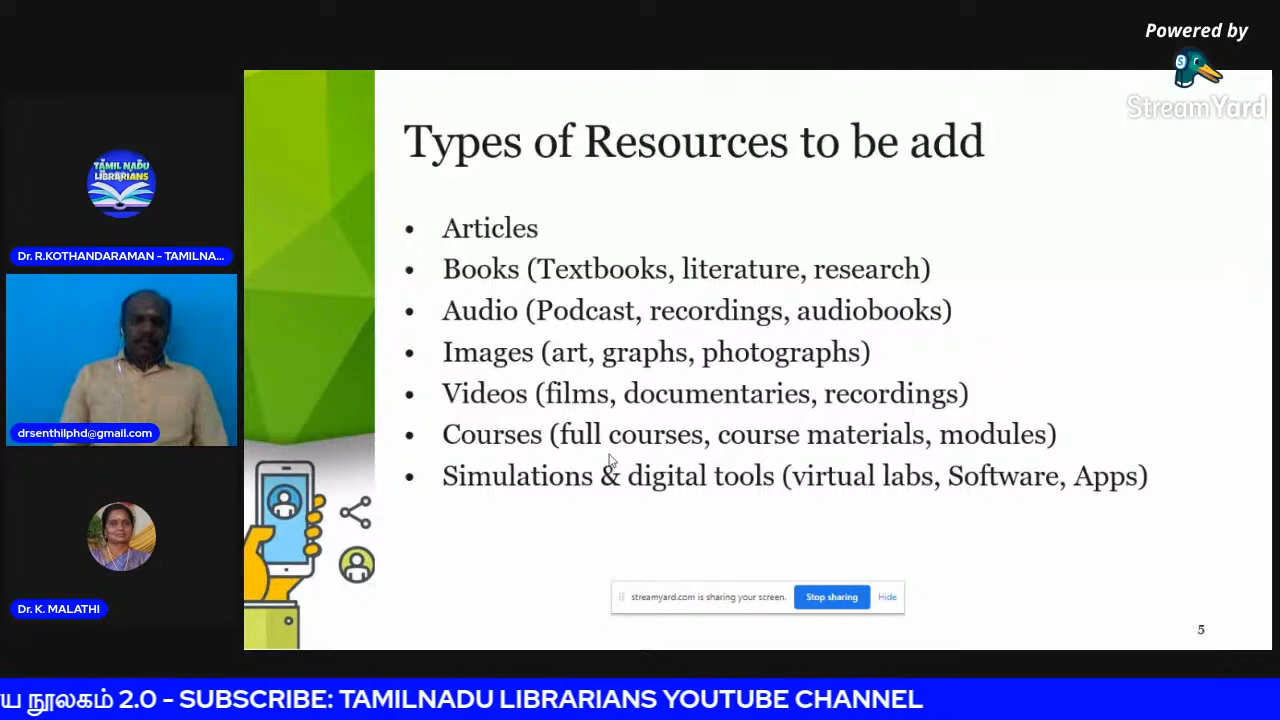 Powered by
StreamYard
TAMIL NADU
LIBRARIANS
Dr. R.KOTHANDARAMAN - TAMILNA...
drsenthilphd@gmail.com
Dr. K. MALATHI
Types of Resources to be add
• Articles
• Books (Textbooks, literature, research)
• Audio (Podcast, recordings, audiobooks)
• Images (art, graphs, photographs)
• Videos (films, documentaries, recordings)
• Courses (full courses, course materials, modules)
• Simulations & digital tools (virtual labs, Software, Apps)
streamyard.com is sharing your screen. Stop sharing Hide
5
ய நூலகம் 2.0 - SUBSCRIBE: TAMILNADU LIBRARIANS YOUTUBE CHANNEL